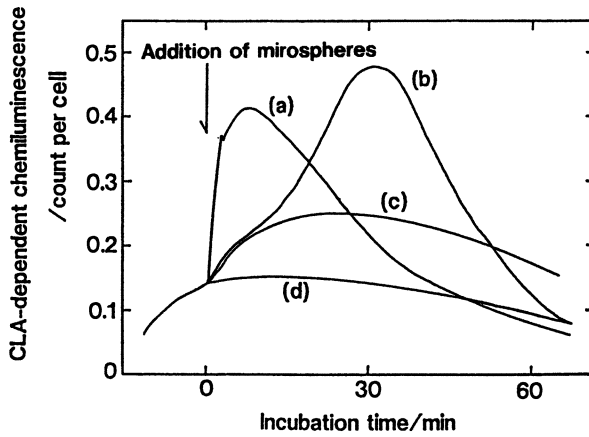 CLA-dependent chemiluminescence
/count per cell
0.5
0.4
0.3
0.2
0.1
0
Addition of mirospheres
(a)
(b)
(c)
(d)
0
30
60
Incubation time/min